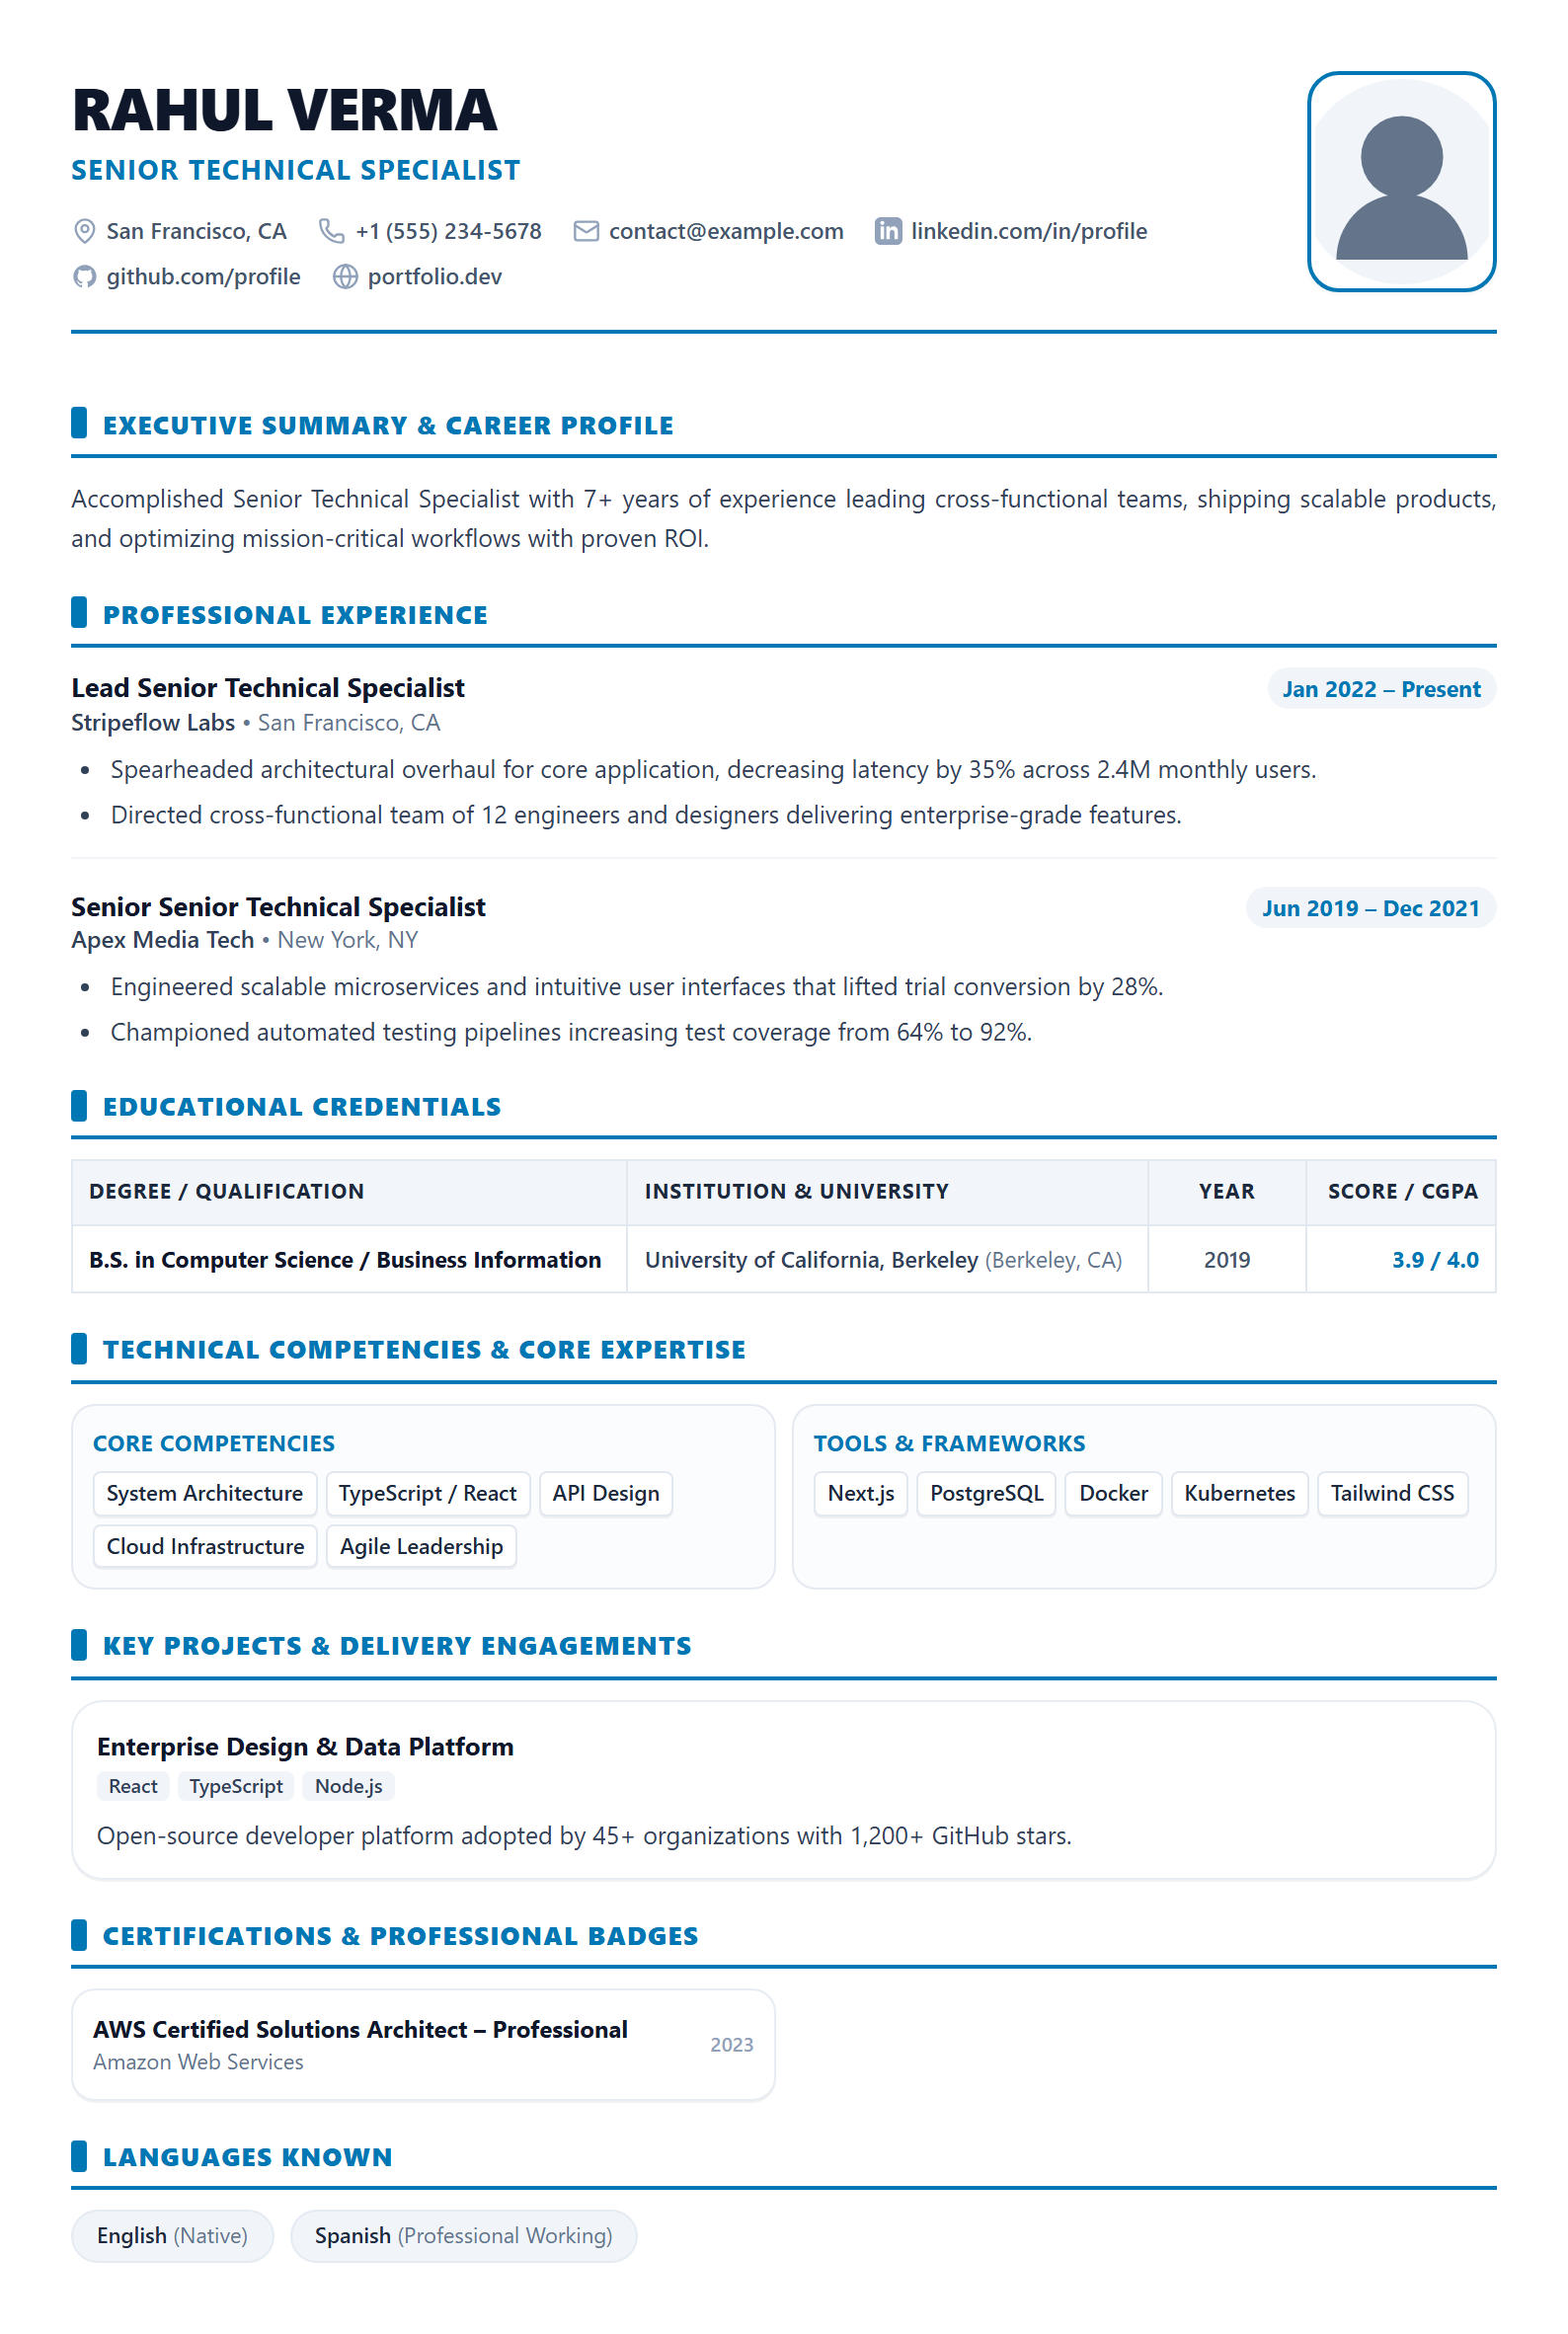 RAHUL VERMA
SENIOR TECHNICAL SPECIALIST
San Francisco, CA +1 (555) 234-5678 contact@example.com linkedin.com/in/profile
github.com/profile portfolio.dev
EXECUTIVE SUMMARY & CAREER PROFILE
Accomplished Senior Technical Specialist with 7+ years of experience leading cross-functional teams, shipping scalable products,
and optimizing mission-critical workflows with proven ROI.
PROFESSIONAL EXPERIENCE
Lead Senior Technical Specialist Jan 2022 – Present
Stripeflow Labs • San Francisco, CA
• Spearheaded architectural overhaul for core application, decreasing latency by 35% across 2.4M monthly users.
• Directed cross-functional team of 12 engineers and designers delivering enterprise-grade features.
Senior Senior Technical Specialist Jun 2019 – Dec 2021
Apex Media Tech • New York, NY
• Engineered scalable microservices and intuitive user interfaces that lifted trial conversion by 28%.
• Championed automated testing pipelines increasing test coverage from 64% to 92%.
EDUCATIONAL CREDENTIALS
DEGREE / QUALIFICATION INSTITUTION & UNIVERSITY YEAR SCORE / CGPA
B.S. in Computer Science / Business Information University of California, Berkeley (Berkeley, CA) 2019 3.9 / 4.0
TECHNICAL COMPETENCIES & CORE EXPERTISE
CORE COMPETENCIES
System Architecture TypeScript / React API Design
Cloud Infrastructure Agile Leadership
TOOLS & FRAMEWORKS
Next.js PostgreSQL Docker Kubernetes Tailwind CSS
KEY PROJECTS & DELIVERY ENGAGEMENTS
Enterprise Design & Data Platform
React TypeScript Node.js
Open-source developer platform adopted by 45+ organizations with 1,200+ GitHub stars.
CERTIFICATIONS & PROFESSIONAL BADGES
AWS Certified Solutions Architect – Professional 2023
Amazon Web Services
LANGUAGES KNOWN
English (Native) Spanish (Professional Working)